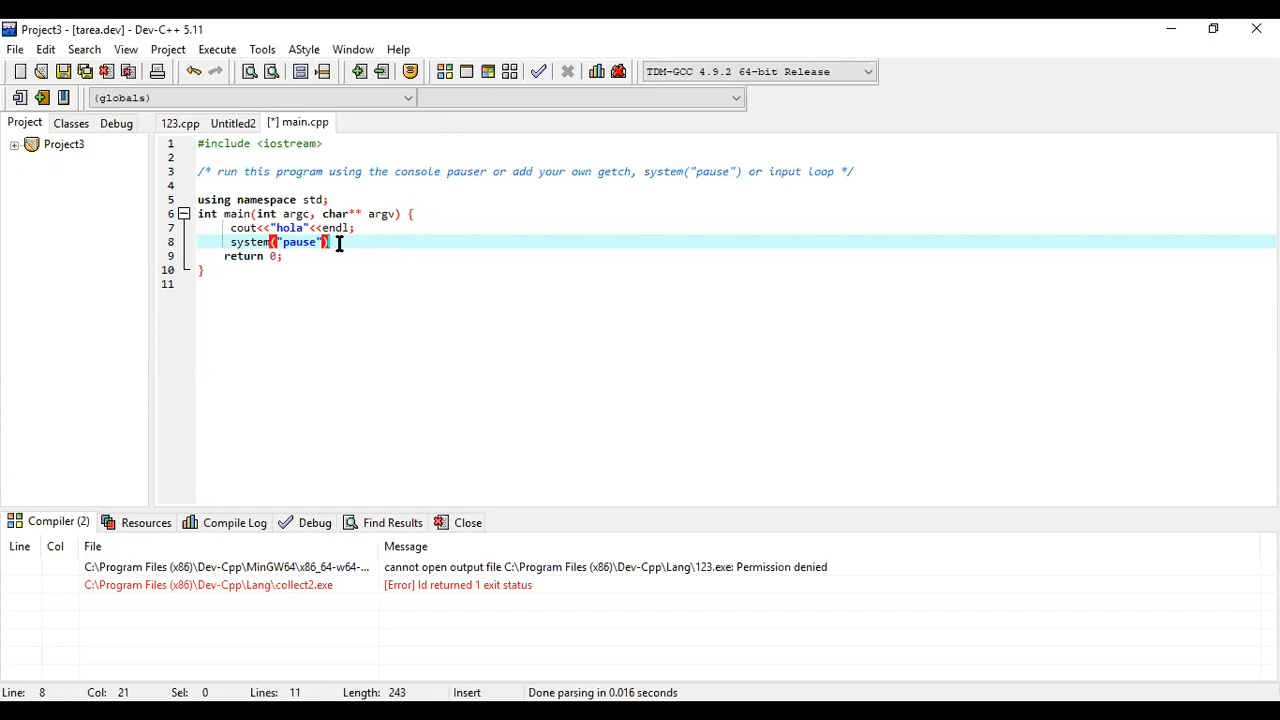 Project3 - [tarea.dev] - Dev-C++ 5.11
File Edit Search View Project Execute Tools AStyle Window Help
TDM-GCC 4.9.2 64-bit Release
(globals)
Project Classes Debug 123.cpp Untitled2 [*] main.cpp
Project3
1 #include <iostream>
2
3 /* run this program using the console pauser or add your own getch, system("pause") or input loop */
4
5 using namespace std;
6 int main(int argc, char** argv) {
7 cout<<"hola"<<endl;
8 system("pause")
9 return 0;
10 }
11
Compiler (2) Resources Compile Log Debug Find Results Close
Line Col File Message
C:\Program Files (x86)\Dev-Cpp\MinGW64\x86_64-w64-... cannot open output file C:\Program Files (x86)\Dev-Cpp\Lang\123.exe: Permission denied
C:\Program Files (x86)\Dev-Cpp\Lang\collect2.exe [Error] ld returned 1 exit status
Line: 8 Col: 21 Sel: 0 Lines: 11 Length: 243 Insert Done parsing in 0.016 seconds